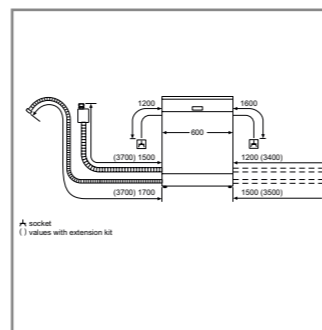 1200 1600
600
(3700) 1500 1200 (3400)
(3700) 1700 1500 (3500)
socket
( ) values with extension kit